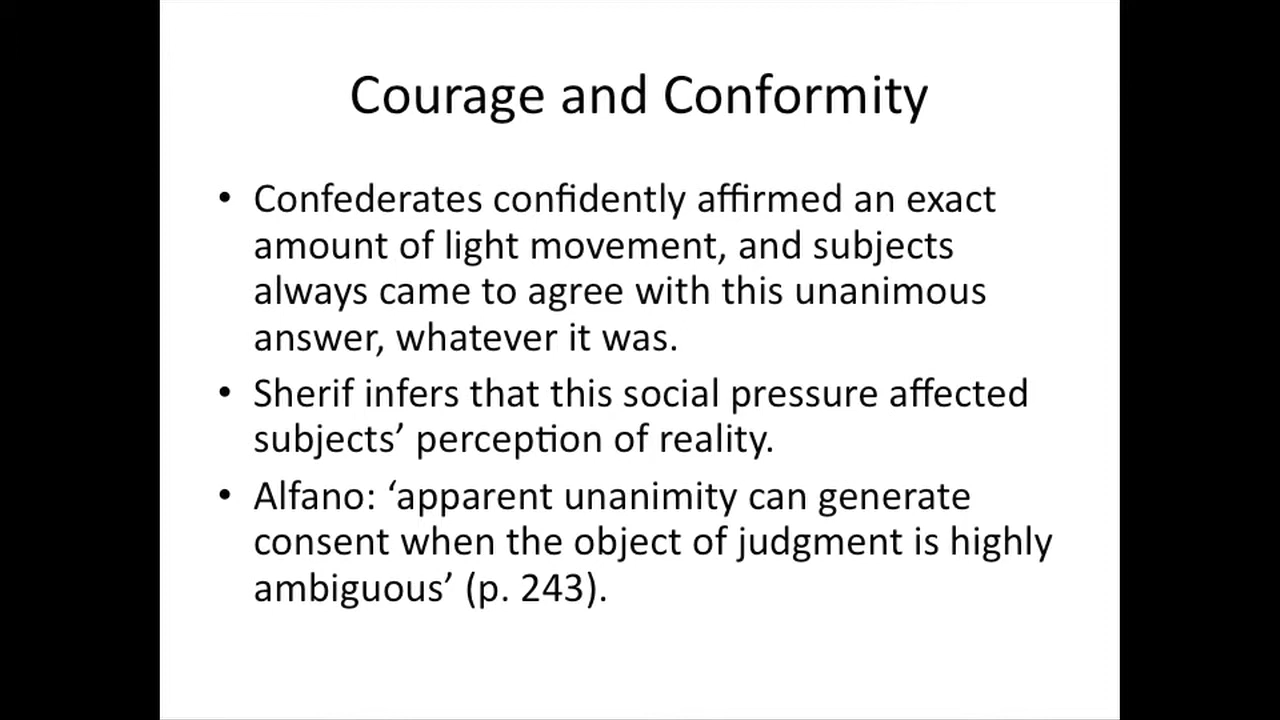 Courage and Conformity
• Confederates confidently affirmed an exact
amount of light movement, and subjects
always came to agree with this unanimous
answer, whatever it was.
• Sherif infers that this social pressure affected
subjects’ perception of reality.
• Alfano: ‘apparent unanimity can generate
consent when the object of judgment is highly
ambiguous’ (p. 243).